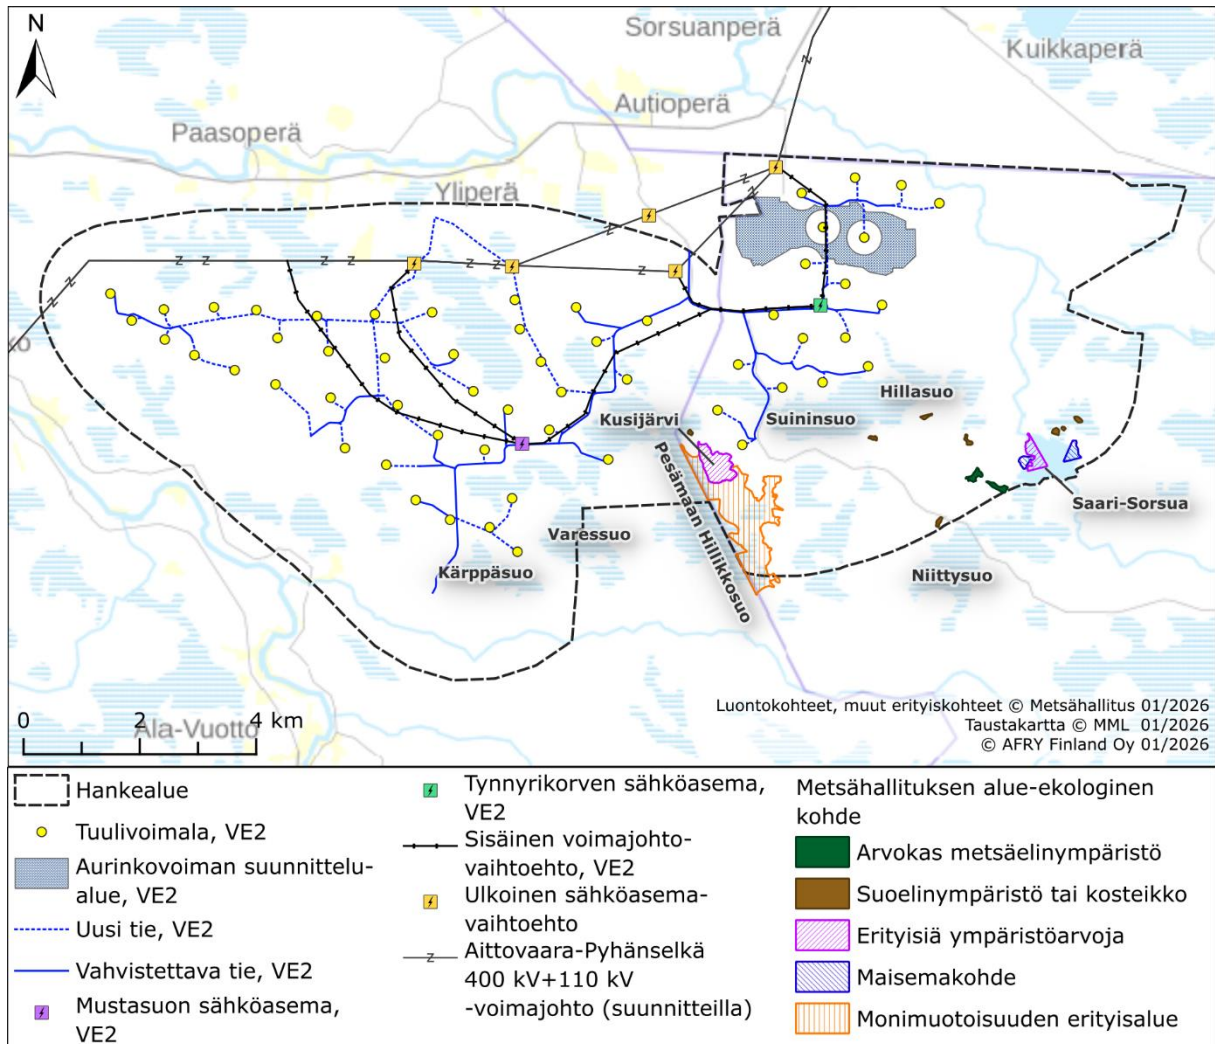 N
Sorsuanperä
Kuikkaperä
Autioperä
Paasoperä
Yliperä
Hillasuo
Kusijärvi
Suininsuo
Saari-Sorsua
Pesämaan Hillikkosuo
Varessuo
Kärppäsuo
Niittysuo
Luontokohteet, muut erityiskohteet © Metsähallitus 01/2026
Taustakartta © MML 01/2026
© AFRY Finland Oy 01/2026
0 2 4 km
Ala-Vuotto
Hankealue
Tuulivoimala, VE2
Aurinkovoiman suunnittelu-
alue, VE2
Uusi tie, VE2
Vahvistettava tie, VE2
Mustasuon sähköasema,
VE2
Tynnyrikorven sähköasema,
VE2
Sisäinen voimajohto-
vaihtoehto, VE2
Ulkoinen sähköasema-
vaihtoehto
Aittovaara-Pyhänselkä
400 kV+110 kV
-voimajohto (suunnitteilla)
Metsähallituksen alue-ekologinen
kohde
Arvokas metsäelinympäristö
Suoelinympäristö tai kosteikko
Erityisiä ympäristöarvoja
Maisemakohde
Monimuotoisuuden erityisalue